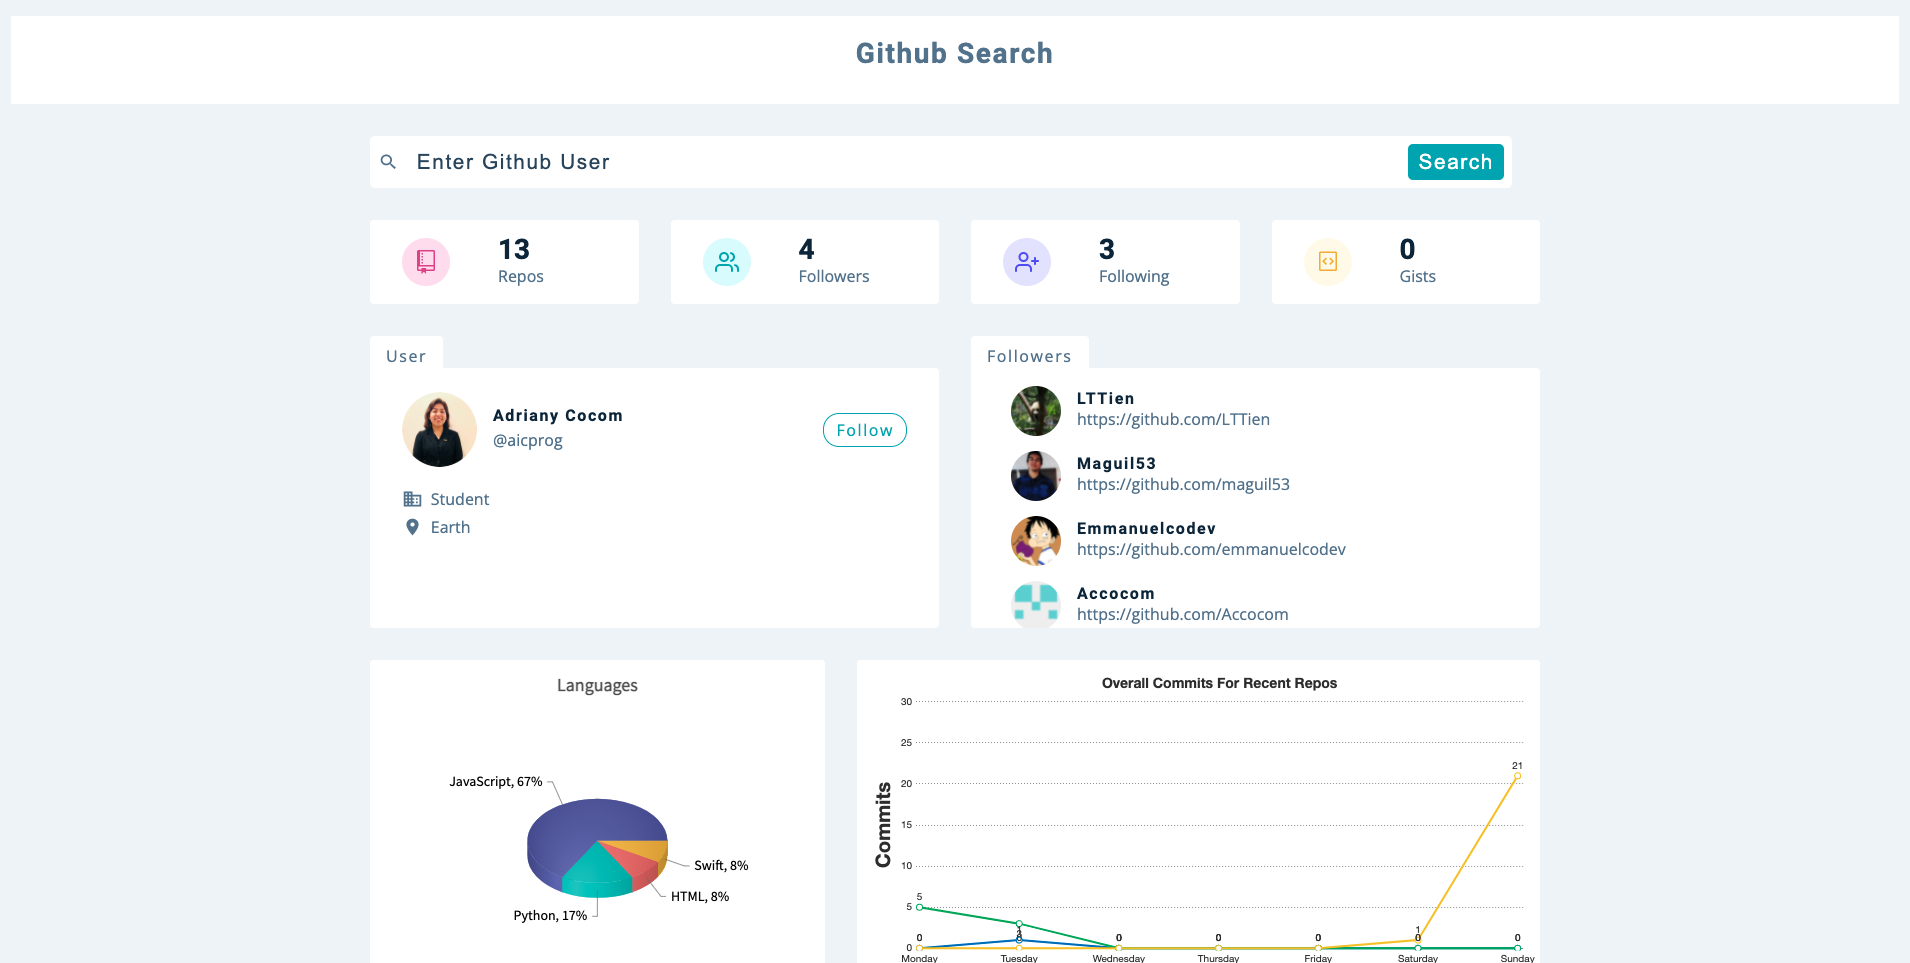 Github Search
Enter Github User
Search
13
Repos
4
Followers
3
Following
0
Gists
User
Adriany Cocom
@aicprog
Follow
Student
Earth
Followers
LTTien
https://github.com/LTTien
Maguil53
https://github.com/maguil53
Emmanuelcodev
https://github.com/emmanuelcodev
Accocom
https://github.com/Accocom
Languages
JavaScript, 67%
Swift, 8%
HTML, 8%
Python, 17%
Overall Commits For Recent Repos
Commits
30
25
20
15
10
5
0
21
5
1
1
0
0
0
0
0
0
0
Monday
Tuesday
Wednesday
Thursday
Friday
Saturday
Sunday